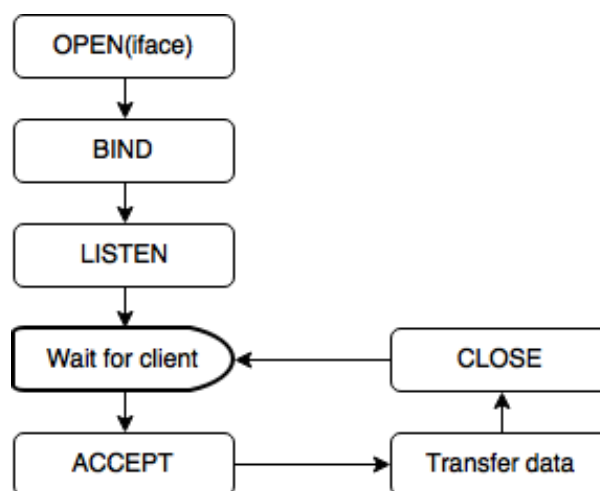 OPEN(iface)
BIND
LISTEN
Wait for client
CLOSE
ACCEPT
Transfer data